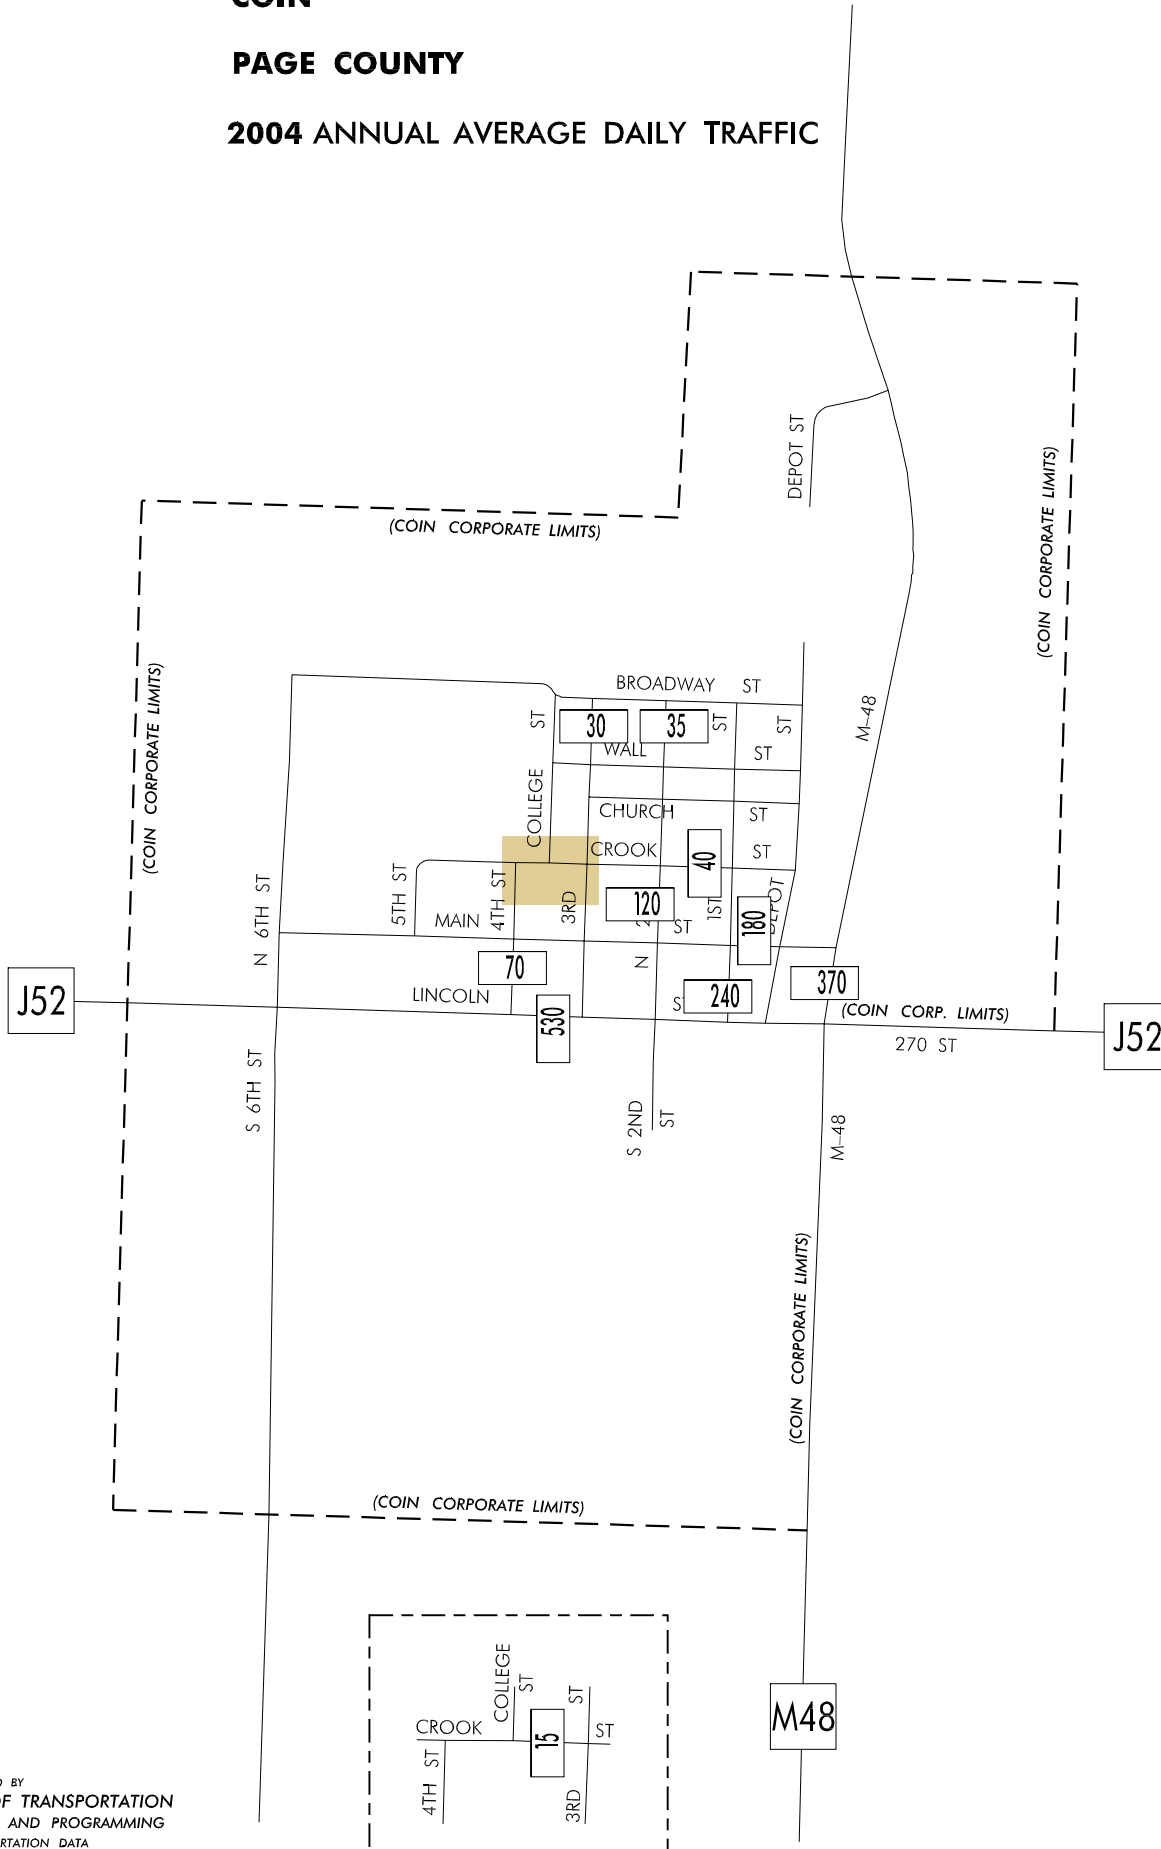 COIN
PAGE COUNTY
2004 ANNUAL AVERAGE DAILY TRAFFIC
DEPOT ST
(COIN CORPORATE LIMITS)
(COIN CORPORATE LIMITS)
(COIN CORPORATE LIMITS)
BROADWAY ST
M-48
ST
30
35
ST
ST
WALL ST
COLLEGE
CHURCH ST
CROOK ST
40
5TH ST
4TH ST
3RD
120
1ST
180
N 6TH ST
MAIN ST
N
70
370
J52
LINCOLN
240
530
(COIN CORP. LIMITS)
270 ST
J52
S 6TH ST
S 2ND ST
M-48
(COIN CORPORATE LIMITS)
(COIN CORPORATE LIMITS)
COLLEGE ST
ST
CROOK ST
15
4TH ST
3RD
M48
BY
OF TRANSPORTATION
AND PROGRAMMING
DATA